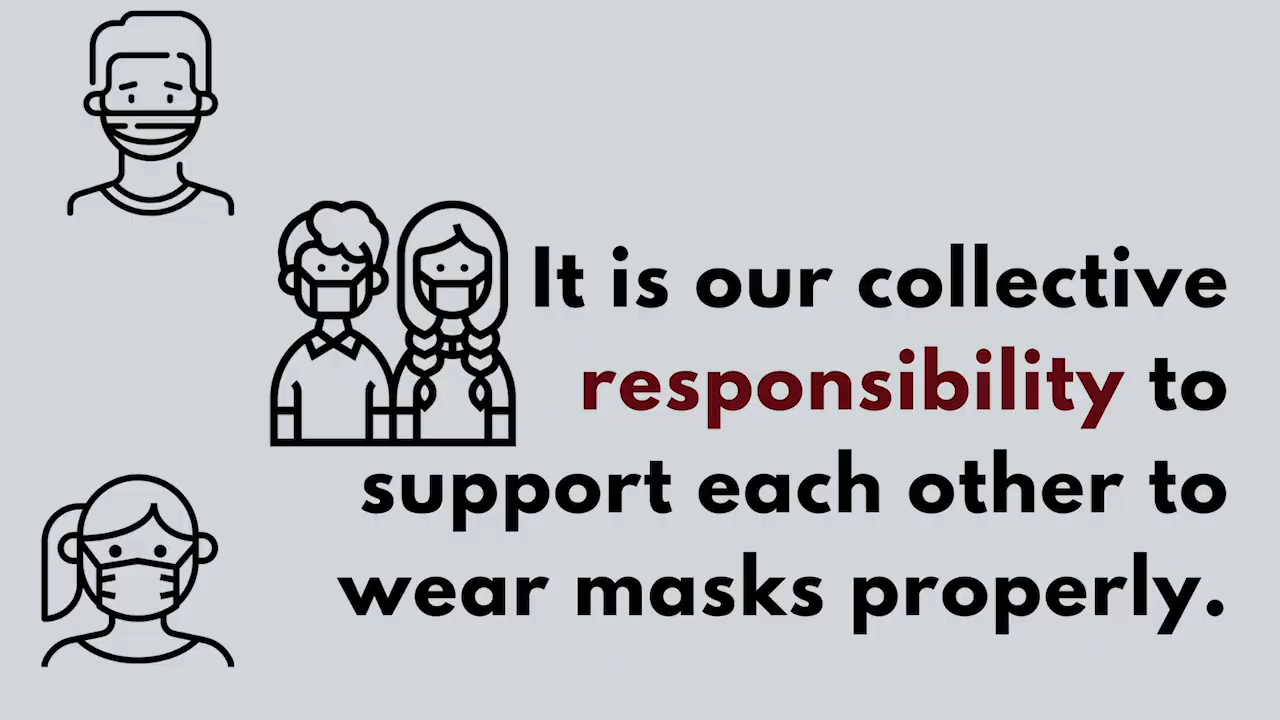 It is our collective
responsibility to
support each other to
wear masks properly.